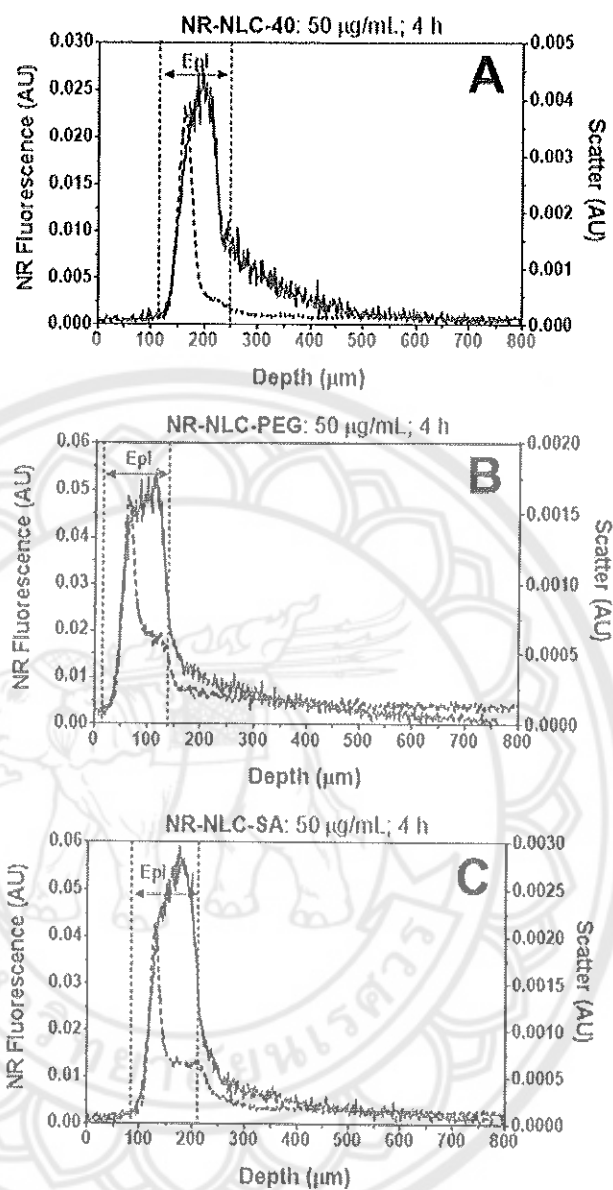 NR-NLC-40: 50 µg/mL; 4 h
A
Epi
NR Fluorescence (AU)
0.030
0.025
0.020
0.015
0.010
0.005
0.000
Scatter (AU)
0.005
0.004
0.003
0.002
0.001
0.000
0 100 200 300 400 500 600 700 800
Depth (µm)
NR-NLC-PEG: 50 µg/mL; 4 h
B
Epi
NR Fluorescence (AU)
0.06
0.05
0.04
0.03
0.02
0.01
0.00
Scatter (AU)
0.0020
0.0015
0.0010
0.0005
0.0000
0 100 200 300 400 500 600 700 800
Depth (µm)
NR-NLC-SA: 50 µg/mL; 4 h
C
Epi
NR Fluorescence (AU)
0.06
0.05
0.04
0.03
0.02
0.01
0.00
Scatter (AU)
0.0030
0.0025
0.0020
0.0015
0.0010
0.0005
0.0000
0 100 200 300 400 500 600 700 800
Depth (µm)